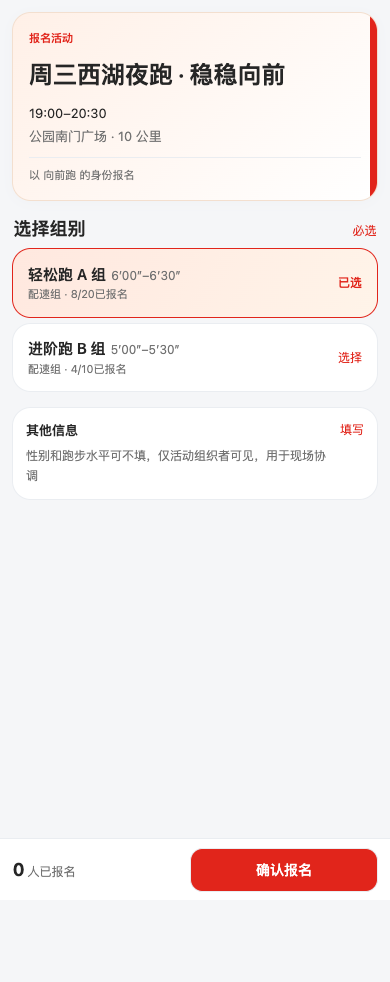 报名活动
周三西湖夜跑 · 稳稳向前
19:00–20:30
公园南门广场 · 10 公里
以 向前跑 的身份报名
选择组别 必选
轻松跑 A 组 6′00″–6′30″
配速组 · 8/20已报名
已选
进阶跑 B 组 5′00″–5′30″
配速组 · 4/10已报名
选择
其他信息 填写
性别和跑步水平可不填，仅活动组织者可见，用于现场协
调
0 人已报名 确认报名